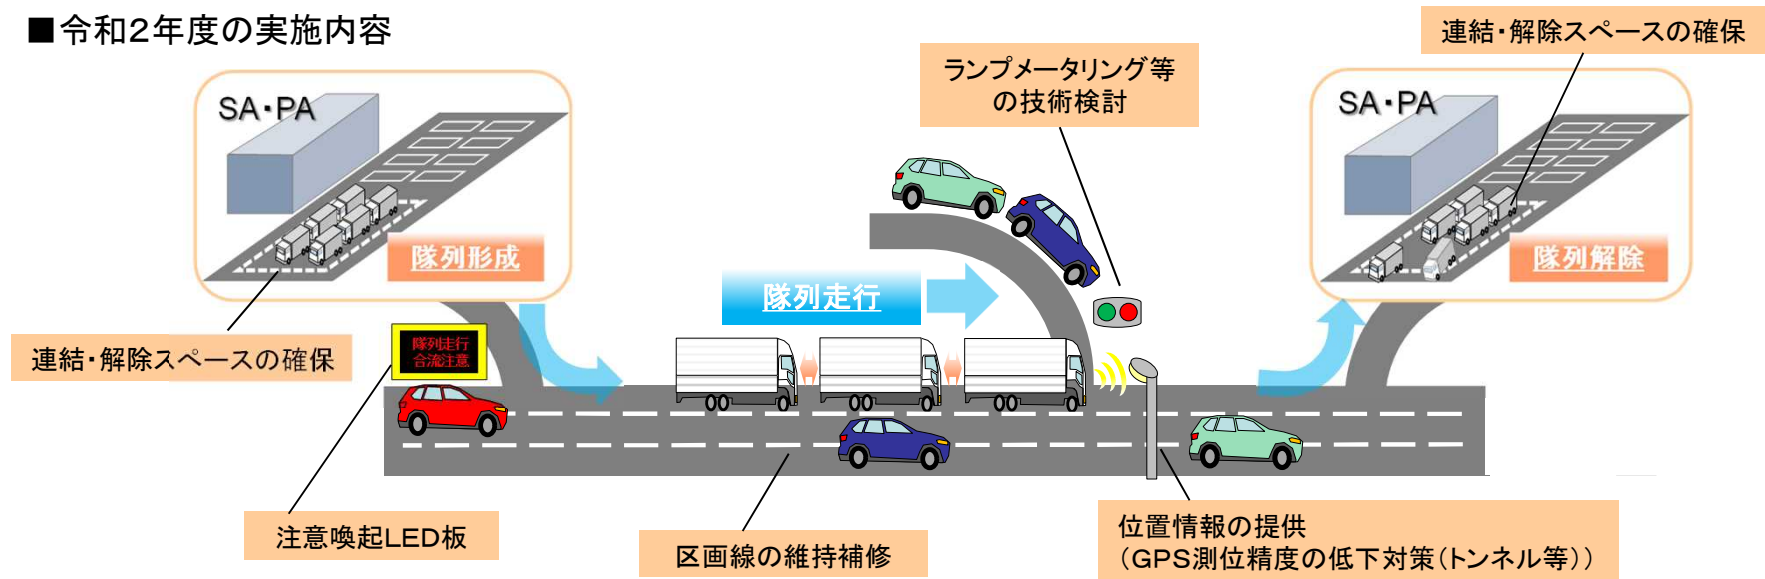 ■令和2年度の実施内容
連結・解除スペースの確保
ランプメータリング等
の技術検討
SA・PA
SA・PA
隊列形成
隊列走行
隊列解除
連結・解除スペースの確保
隊列走行
合流注意
注意喚起LED板
区画線の維持補修
位置情報の提供
（GPS測位精度の低下対策（トンネル等））